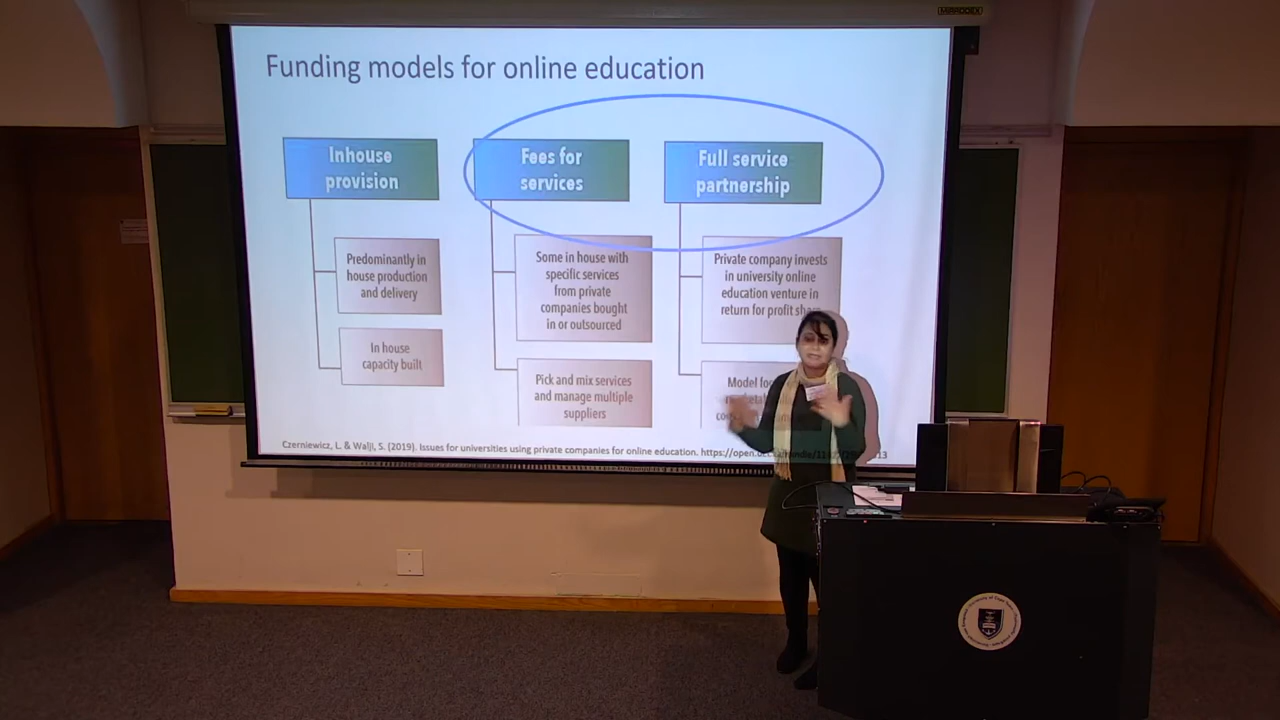 Funding models for online education
Inhouse
provision
Predominantly in
house production
and delivery
In house
capacity built
Fees for
services
Some in house with
specific services
from private
companies bought
in or outsourced
Pick and mix services
and manage multiple
suppliers
Full service
partnership
Private company invests
in university online
education venture in
return for profit
Model
Czerniewicz, L. & Walji, S. (2019). Issues for universities using private companies for online education.